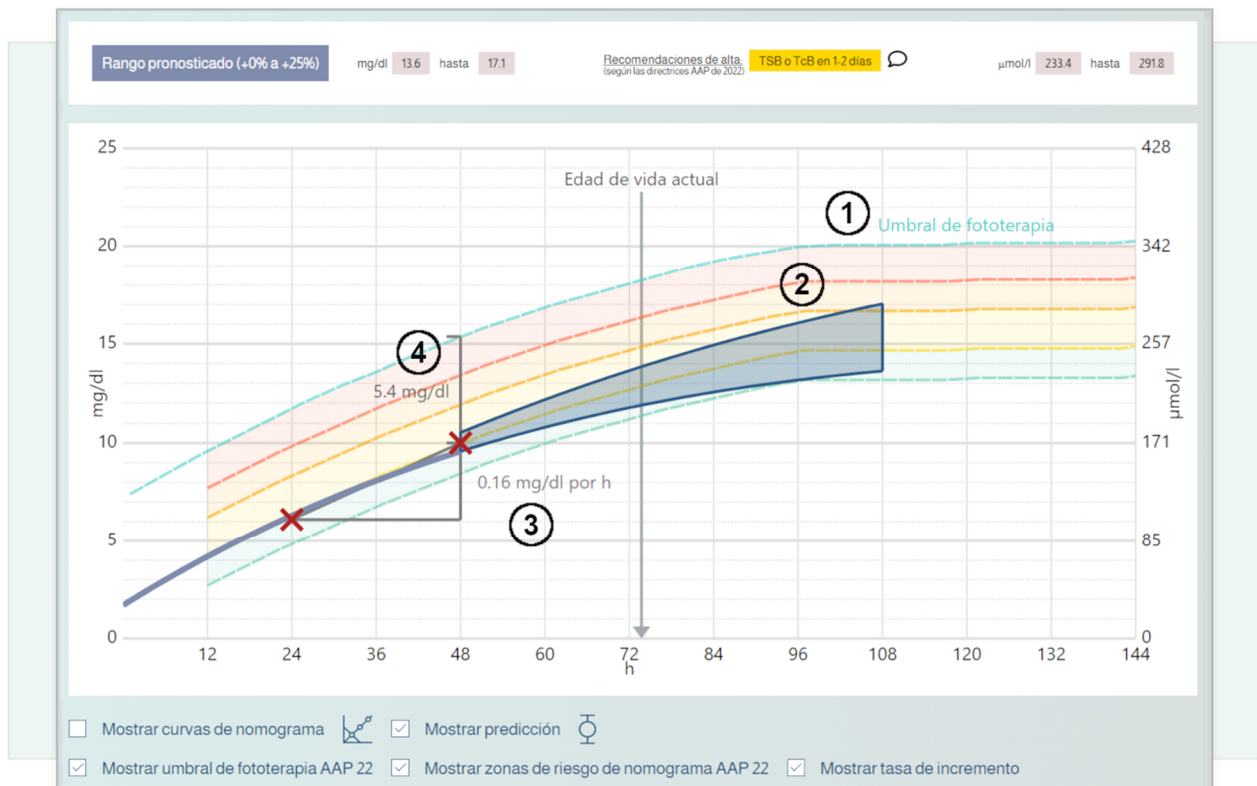 Rango pronosticado (+0% a +25%) mg/dl 13.6 hasta 17.1 Recomendaciones de alta: TSB o TcB en 1-2 días μmol/l 233.4 hasta 291.8
(según las directrices AAP de 2022)
25 428
Edad de vida actual
1
Umbral de fototerapia
20 342
2
15 257
4
5.4 mg/dl
mg/dl
μmol/l
10 171
0.16 mg/dl por h
3
5 85
0 0
12 24 36 48 60 72 84 96 108 120 132 144
h
Mostrar curvas de nomograma Mostrar predicción
Mostrar umbral de fototerapia AAP 22 Mostrar zonas de riesgo de nomograma AAP 22 Mostrar tasa de incremento